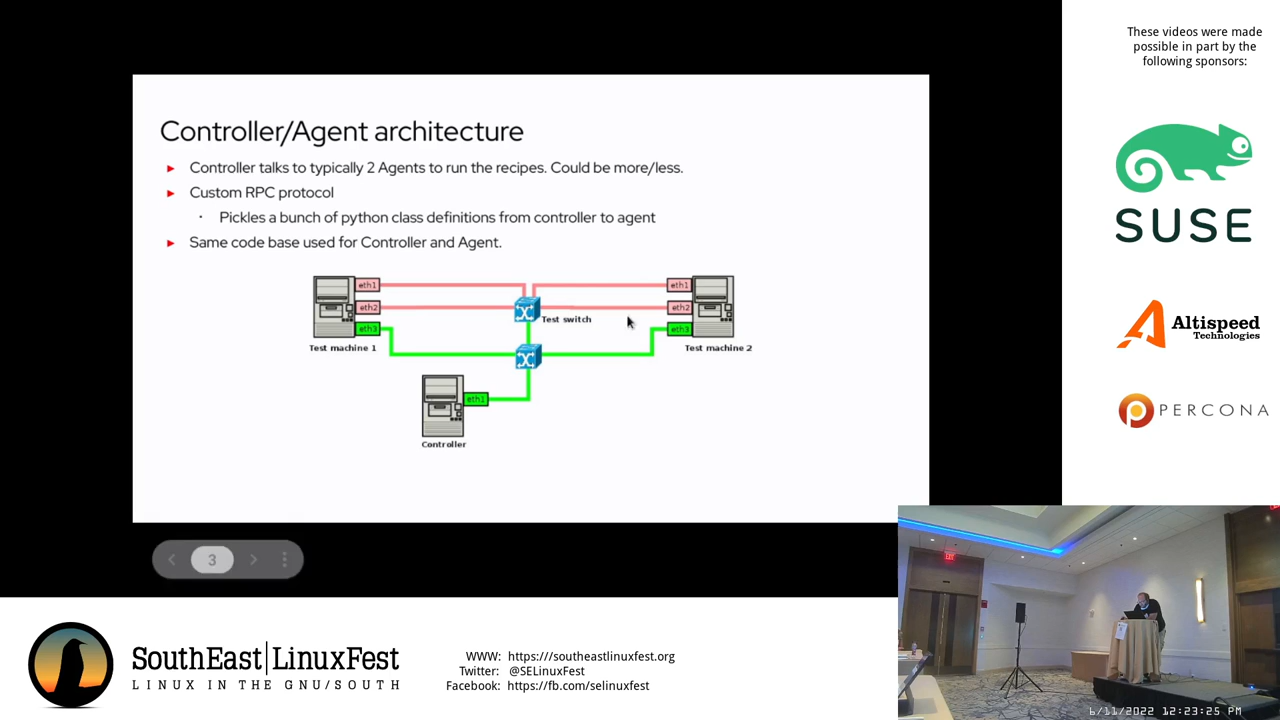 These videos were made
possible in part by the
following sponsors:
Controller/Agent architecture
► Controller talks to typically 2 Agents to run the recipes. Could be more/less.
► Custom RPC protocol
· Pickles a bunch of python class definitions from controller to agent
► Same code base used for Controller and Agent.
eth1
eth1
eth2
eth2
Test switch
eth3
eth3
Test machine 1
Test machine 2
eth1
Controller
SUSE
Altispeed
Technologies
PERCONA
3
EXIT
SouthEast|LinuxFest
LINUX IN THE GNU/SOUTH
WWW: https:///southeastlinuxfest.org
Twitter: @SELinuxFest
Facebook: https://fb.com/selinuxfest
6/11/2022 12:23:25 PM